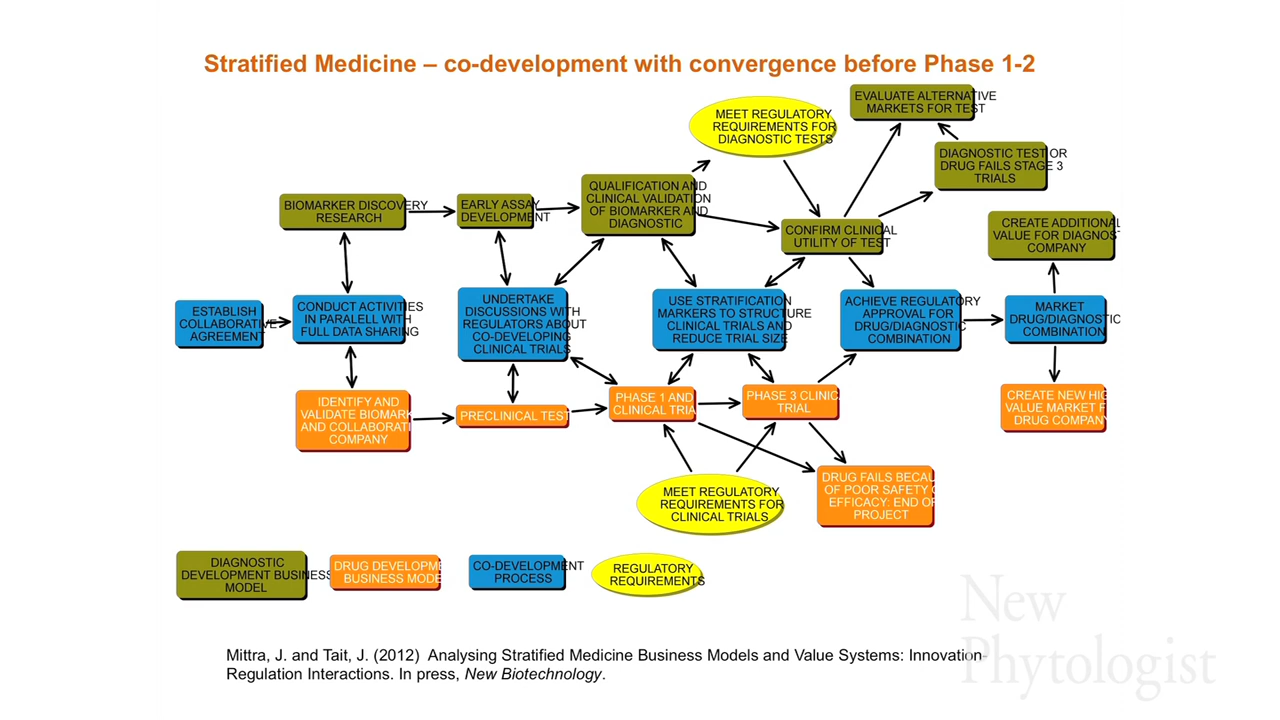 Stratified Medicine – co-development with convergence before Phase 1-2
EVALUATE ALTERNATIVE
MARKETS FOR TEST
MEET REGULATORY
REQUIREMENTS FOR
DIAGNOSTIC TESTS
DIAGNOSTIC TEST OR
DRUG FAILS STAGE 3
TRIALS
QUALIFICATION AND
CLINICAL VALIDATION
OF BIOMARKER AND
DIAGNOSTIC
BIOMARKER DISCOVERY
RESEARCH
EARLY ASSAY
DEVELOPMENT
CONFIRM CLINICAL
UTILITY OF TEST
CREATE ADDITIONAL
VALUE FOR DIAGNOST
COMPANY
ESTABLISH
COLLABORATIVE
AGREEMENT
CONDUCT ACTIVITIES
IN PARALELL WITH
FULL DATA SHARING
UNDERTAKE
DISCUSSIONS WITH
REGULATORS ABOUT
CO-DEVELOPING
CLINICAL TRIALS
USE STRATIFICATION
MARKERS TO STRUCTURE
CLINICAL TRIALS AND
REDUCE TRIAL SIZE
ACHIEVE REGULATORY
APPROVAL FOR
DRUG/DIAGNOSTIC
COMBINATION
MARKET
DRUG/DIAGNOSTIC
COMBINATION
IDENTIFY AND
VALIDATE BIOMARK
AND COLLABORATI
COMPANY
PRECLINICAL TEST
PHASE 1 AND
CLINICAL TRIA
PHASE 3 CLINIC
TRIAL
CREATE NEW HIG
VALUE MARKET F
DRUG COMPAN
MEET REGULATORY
REQUIREMENTS FOR
CLINICAL TRIALS
DRUG FAILS BECAU
OF POOR SAFETY O
EFFICACY: END OF
PROJECT
DIAGNOSTIC
DEVELOPMENT BUSINESS
MODEL
DRUG DEVELOPME
BUSINESS MODE
CO-DEVELOPMENT
PROCESS
REGULATORY
REQUIREMENTS
Mittra, J. and Tait, J. (2012) Analysing Stratified Medicine Business Models and Value Systems: Innovation-
Regulation Interactions. In press, New Biotechnology.
New
Phytologist